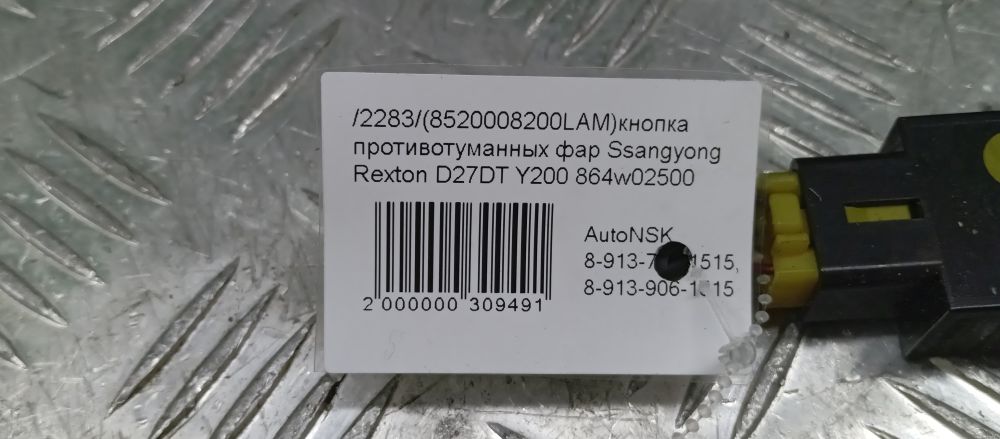 /2283/(8520008200LAM)кнопка
противотуманных фар Ssangyong
Rexton D27DT Y200 864w02500
AutoNSK
2 000000 309491